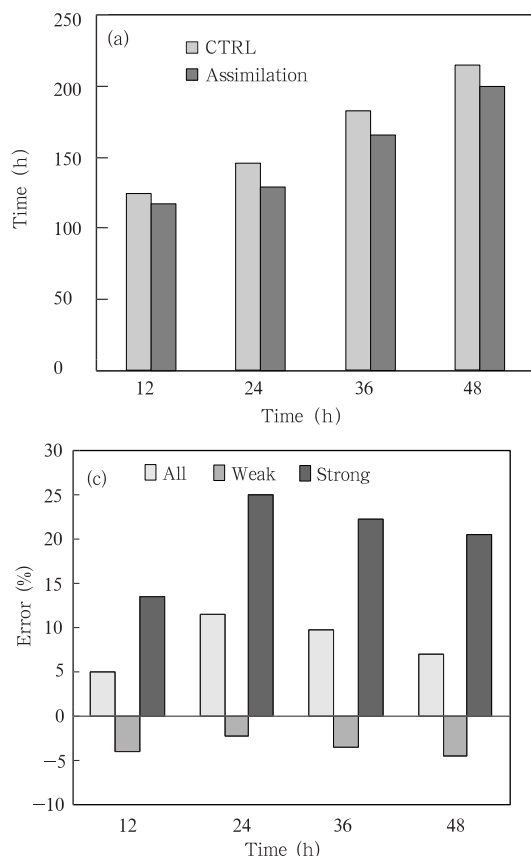 (a)
CTRL
Assimilation
Time (h)
250
200
150
100
50
0
12 24 36 48
Time (h)
(c)
All Weak Strong
Error (%)
30
25
20
15
10
5
0
−5
−10
12 24 36 48
Time (h)